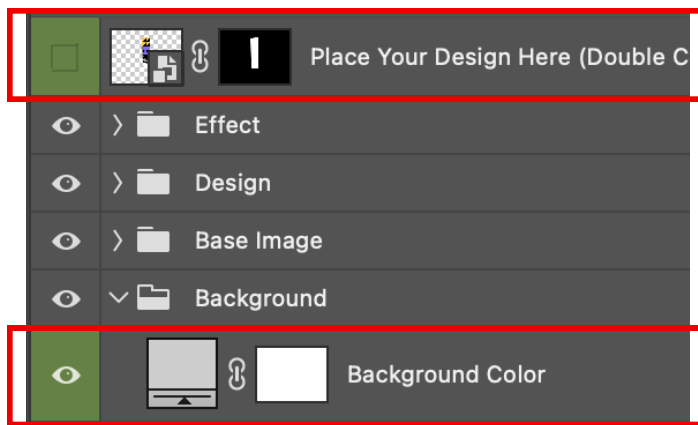 Place Your Design Here (Double C
Effect
Design
Base Image
Background
Background Color